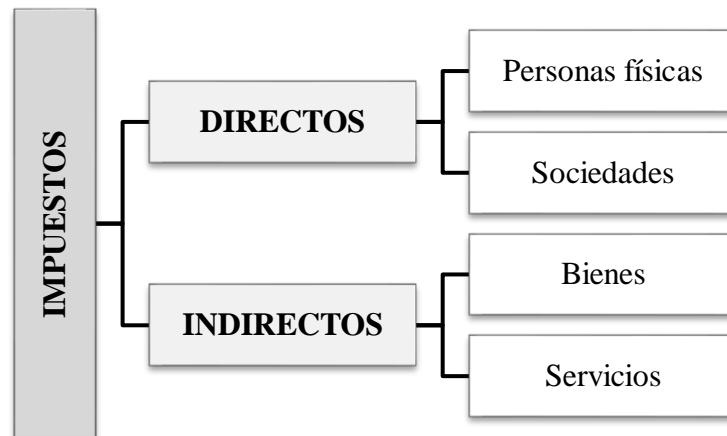 IMPUESTOS
DIRECTOS
Personas físicas
Sociedades
INDIRECTOS
Bienes
Servicios